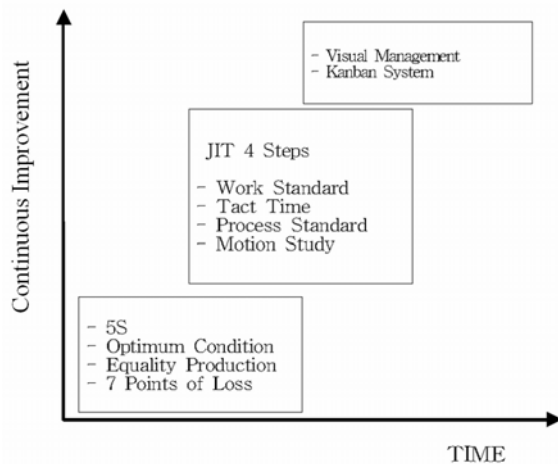 Continuous Improvement
- Visual Management
- Kanban System
JIT 4 Steps
- Work Standard
- Tact Time
- Process Standard
- Motion Study
- 5S
- Optimum Condition
- Equality Production
- 7 Points of Loss
TIME